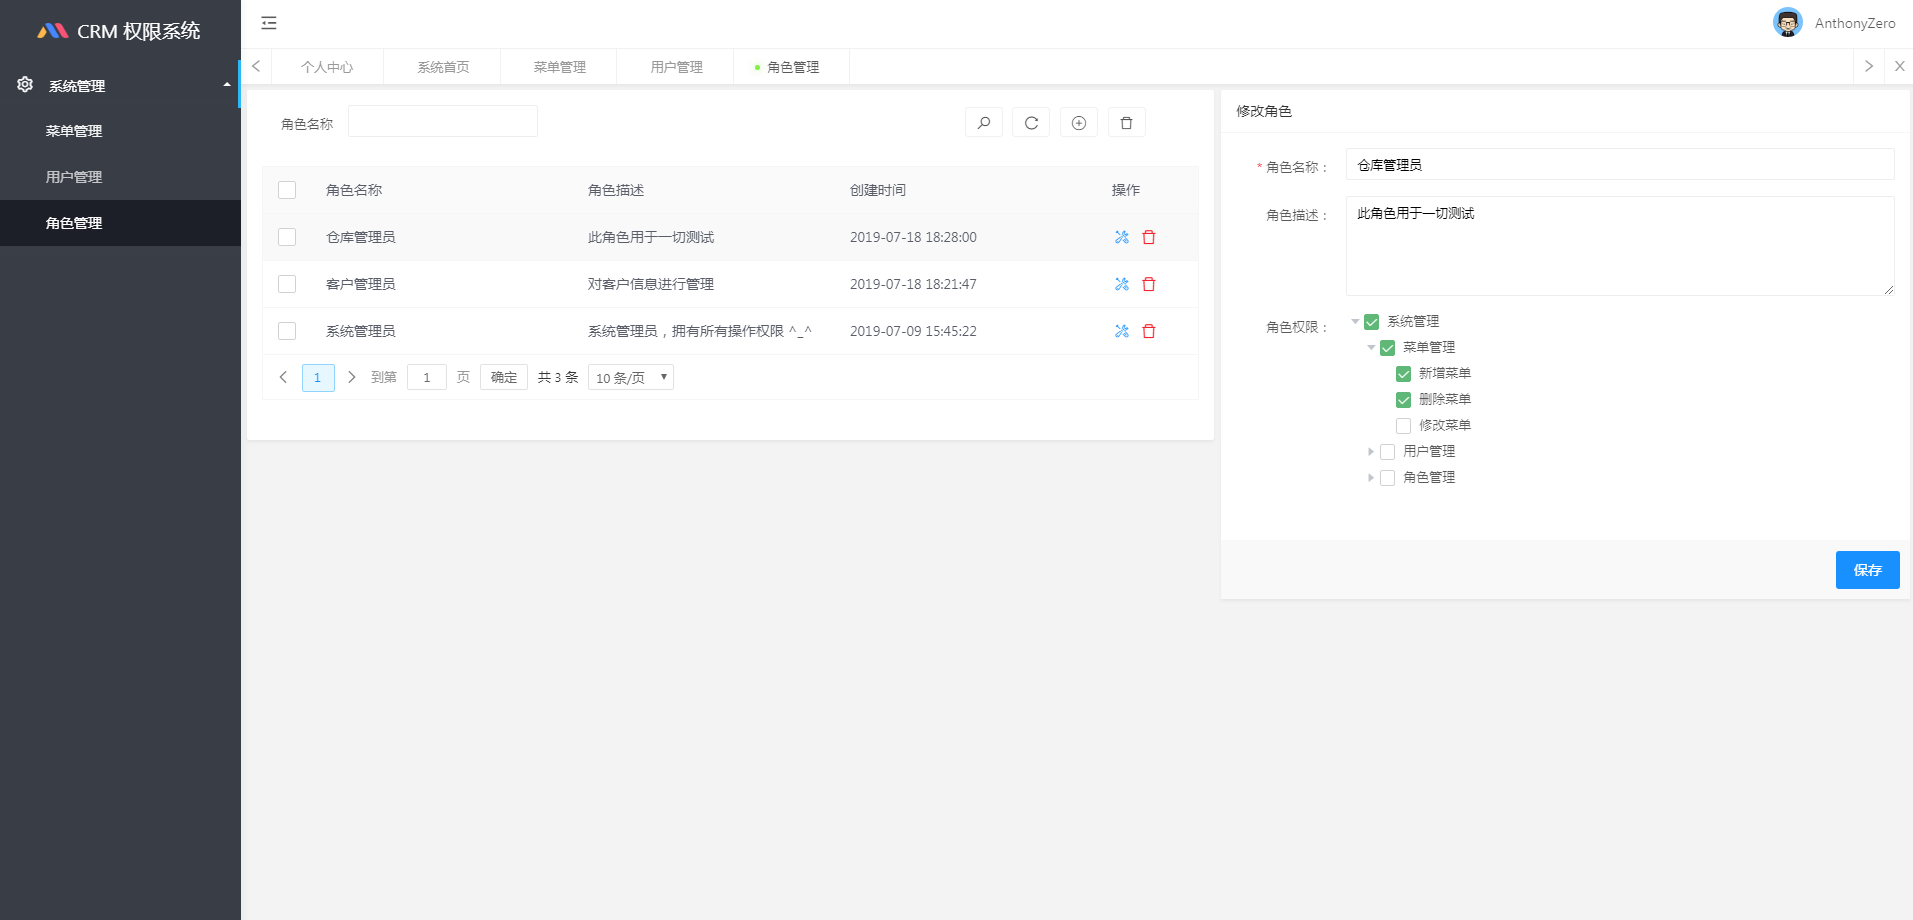 CRM 权限系统
系统管理
菜单管理
用户管理
角色管理
AnthonyZero
个人中心
系统首页
菜单管理
用户管理
角色管理
角色名称
角色名称 角色描述 创建时间 操作
仓库管理员 此角色用于一切测试 2019-07-18 18:28:00
客户管理员 对客户信息进行管理 2019-07-18 18:21:47
系统管理员 系统管理员，拥有所有操作权限 ^_^ 2019-07-09 15:45:22
1 到第 1 页 确定 共 3 条 10 条/页
修改角色
* 角色名称： 仓库管理员
角色描述： 此角色用于一切测试
角色权限： 系统管理
菜单管理
新增菜单
删除菜单
修改菜单
用户管理
角色管理
保存